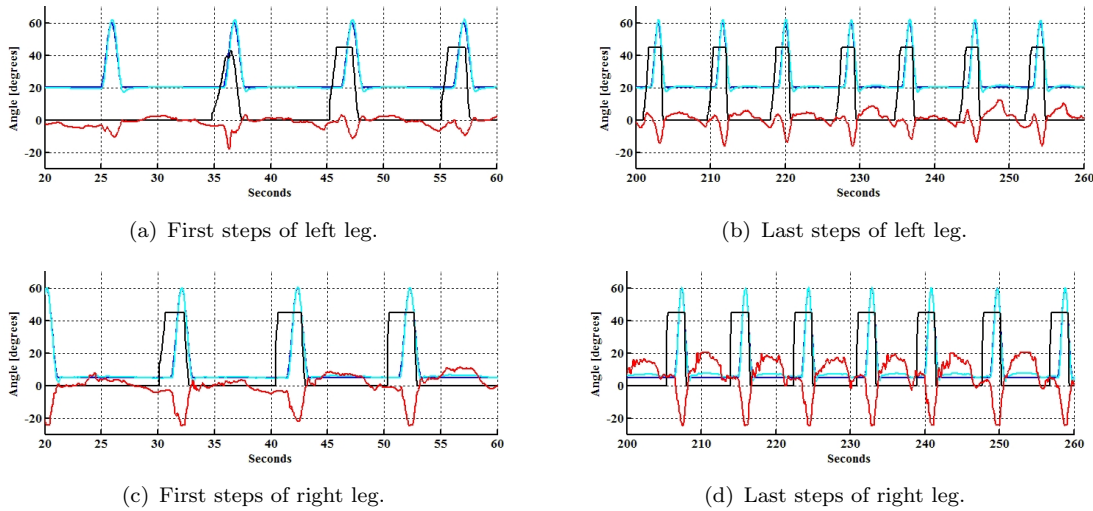 Angle [degrees]
60
40
20
0
-20
20 25 30 35 40 45 50 55 60
Seconds
(a) First steps of left leg.
Angle [degrees]
60
40
20
0
-20
200 210 220 230 240 250 260
Seconds
(b) Last steps of left leg.
Angle [degrees]
60
40
20
0
-20
20 25 30 35 40 45 50 55 60
Seconds
(c) First steps of right leg.
Angle [degrees]
60
40
20
0
-20
200 210 220 230 240 250 260
Seconds
(d) Last steps of right leg.